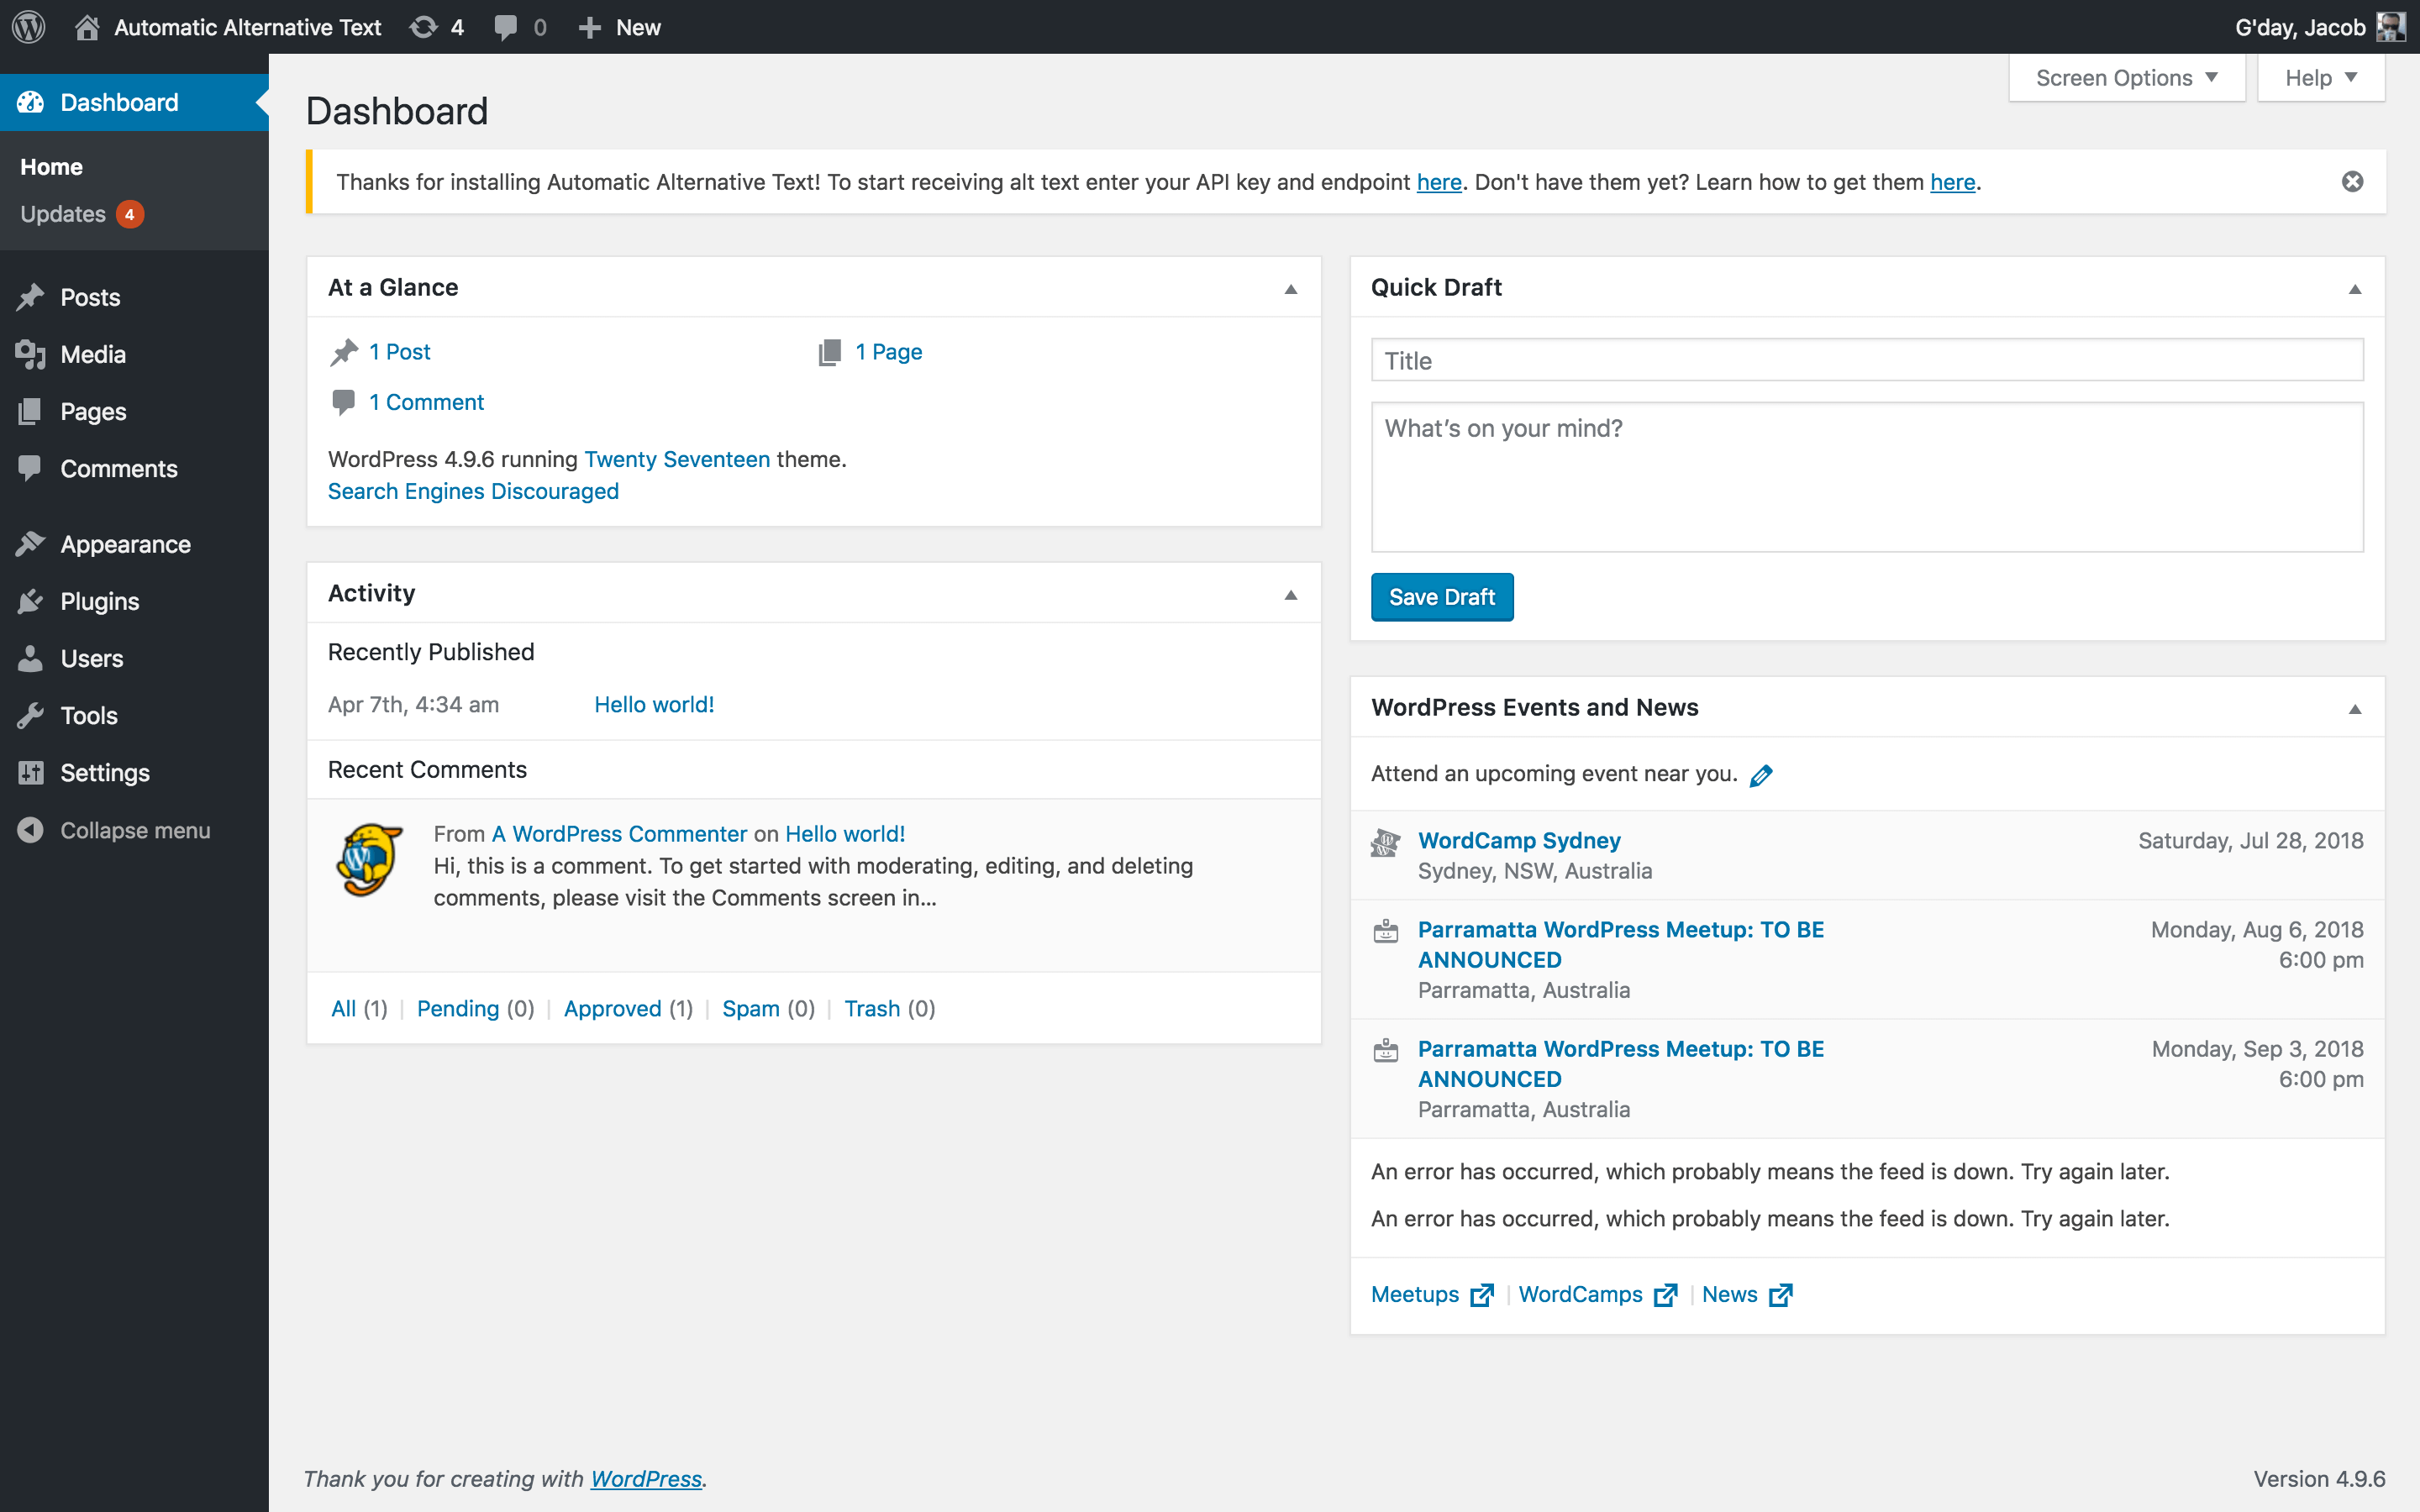 Automatic Alternative Text 4 0 New G'day, Jacob
Dashboard
Home
Updates 4
Posts
Media
Pages
Comments
Appearance
Plugins
Users
Tools
Settings
Collapse menu
Screen Options Help
Dashboard
Thanks for installing Automatic Alternative Text! To start receiving alt text enter your API key and endpoint here. Don't have them yet? Learn how to get them here.
At a Glance
1 Post 1 Page
1 Comment
WordPress 4.9.6 running Twenty Seventeen theme.
Search Engines Discouraged
Activity
Recently Published
Apr 7th, 4:34 am Hello world!
Recent Comments
From A WordPress Commenter on Hello world!
Hi, this is a comment. To get started with moderating, editing, and deleting
comments, please visit the Comments screen in...
All (1) | Pending (0) | Approved (1) | Spam (0) | Trash (0)
Quick Draft
Title
What’s on your mind?
Save Draft
WordPress Events and News
Attend an upcoming event near you.
WordCamp Sydney Saturday, Jul 28, 2018
Sydney, NSW, Australia
Parramatta WordPress Meetup: TO BE Monday, Aug 6, 2018
ANNOUNCED 6:00 pm
Parramatta, Australia
Parramatta WordPress Meetup: TO BE Monday, Sep 3, 2018
ANNOUNCED 6:00 pm
Parramatta, Australia
An error has occurred, which probably means the feed is down. Try again later.
An error has occurred, which probably means the feed is down. Try again later.
Meetups | WordCamps | News
Thank you for creating with WordPress. Version 4.9.6